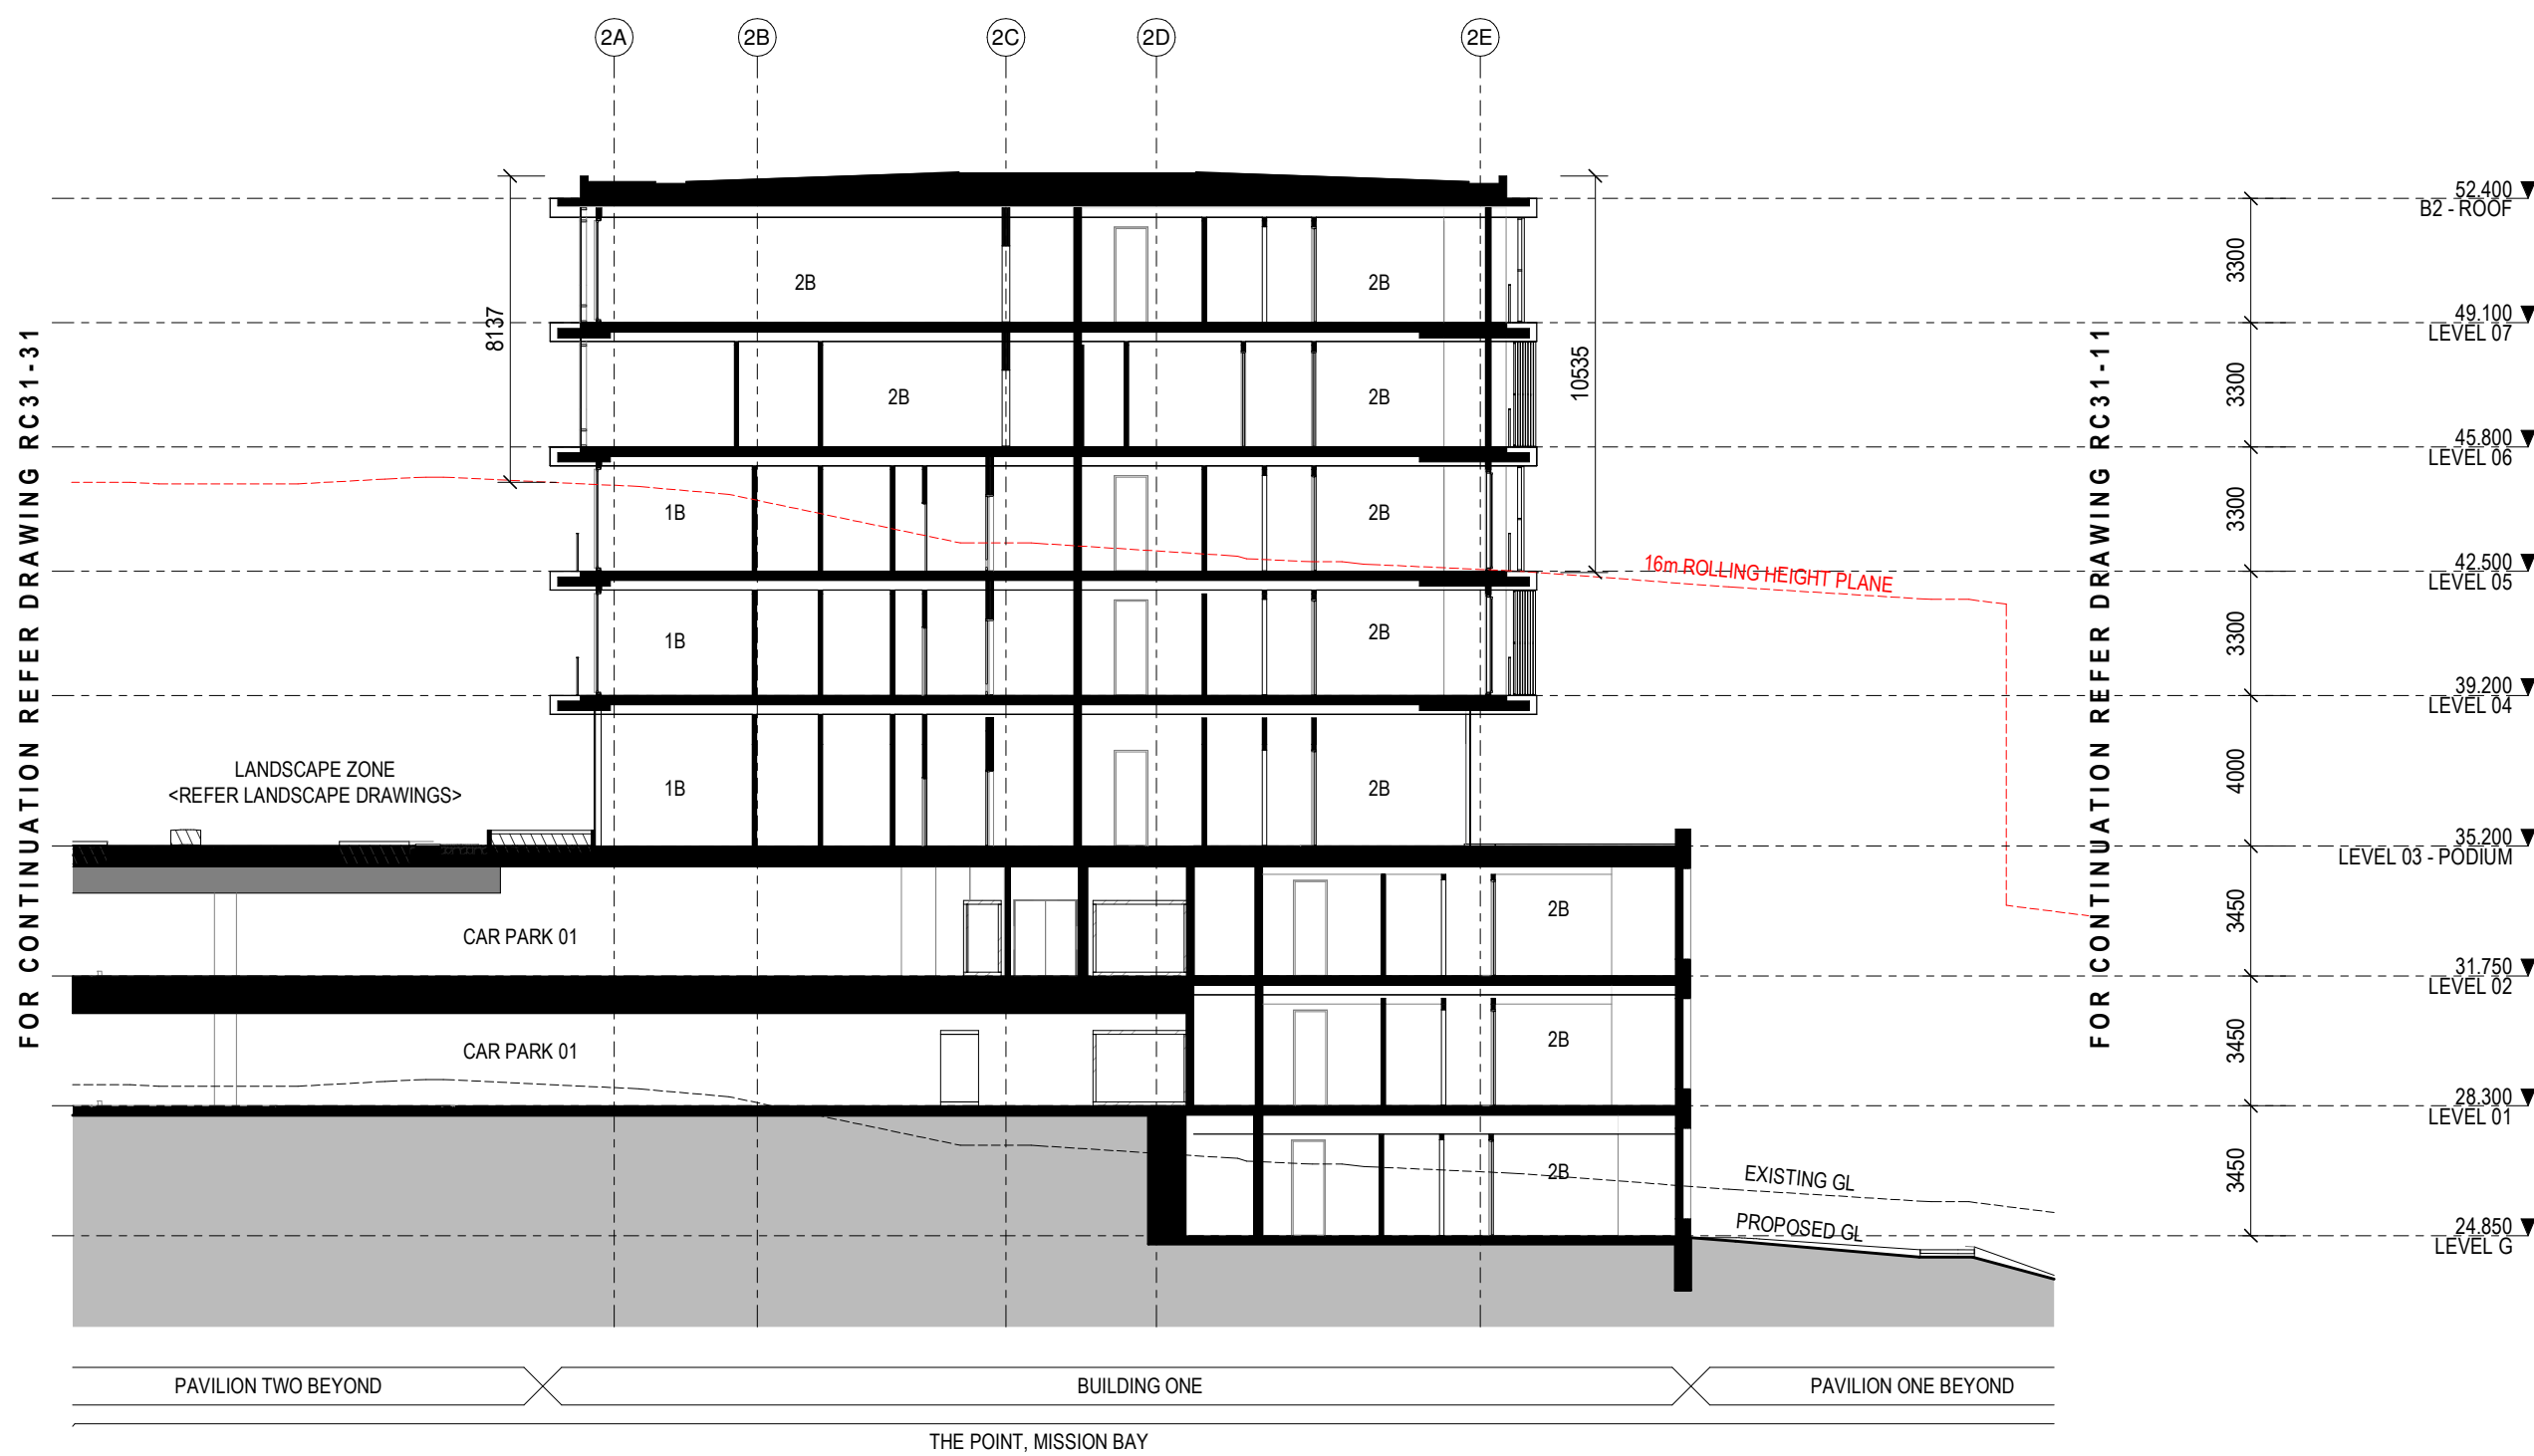 2A
2B
2C
2D
2E
52.400
B2 - ROOF
3300
2B
2B
8137
49.100
LEVEL 07
10535
3300
2B
2B
45.800
LEVEL 06
3300
1B
2B
16m ROLLING HEIGHT PLANE
42.500
LEVEL 05
3300
1B
2B
39.200
LEVEL 04
LANDSCAPE ZONE
<REFER LANDSCAPE DRAWINGS>
4000
1B
2B
35.200
LEVEL 03 - PODIUM
3450
CAR PARK 01
2B
31.750
LEVEL 02
3450
CAR PARK 01
2B
28.300
LEVEL 01
3450
2B
EXISTING GL
PROPOSED GL
24.850
LEVEL G
FOR CONTINUATION REFER DRAWING RC31-31
FOR CONTINUATION REFER DRAWING RC31-11
PAVILION TWO BEYOND
BUILDING ONE
PAVILION ONE BEYOND
THE POINT, MISSION BAY